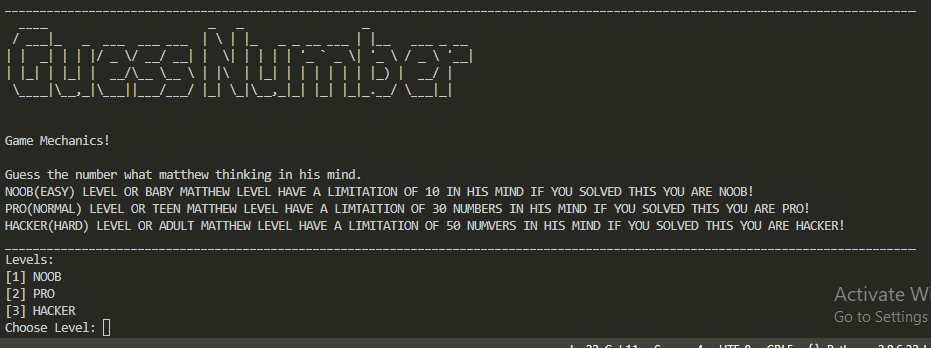 Guess Number
Game Mechanics!
Guess the number what matthew thinking in his mind.
NOOB(EASY) LEVEL OR BABY MATTHEW LEVEL HAVE A LIMITATION OF 10 IN HIS MIND IF YOU SOLVED THIS YOU ARE NOOB!
PRO(NORMAL) LEVEL OR TEEN MATTHEW LEVEL HAVE A LIMTAITION OF 30 NUMBERS IN HIS MIND IF YOU SOLVED THIS YOU ARE PRO!
HACKER(HARD) LEVEL OR ADULT MATTHEW LEVEL HAVE A LIMITATION OF 50 NUMVERS IN HIS MIND IF YOU SOLVED THIS YOU ARE HACKER!
Levels:
[1] NOOB
[2] PRO
[3] HACKER
Choose Level:
Activate Wi
Go to Settings